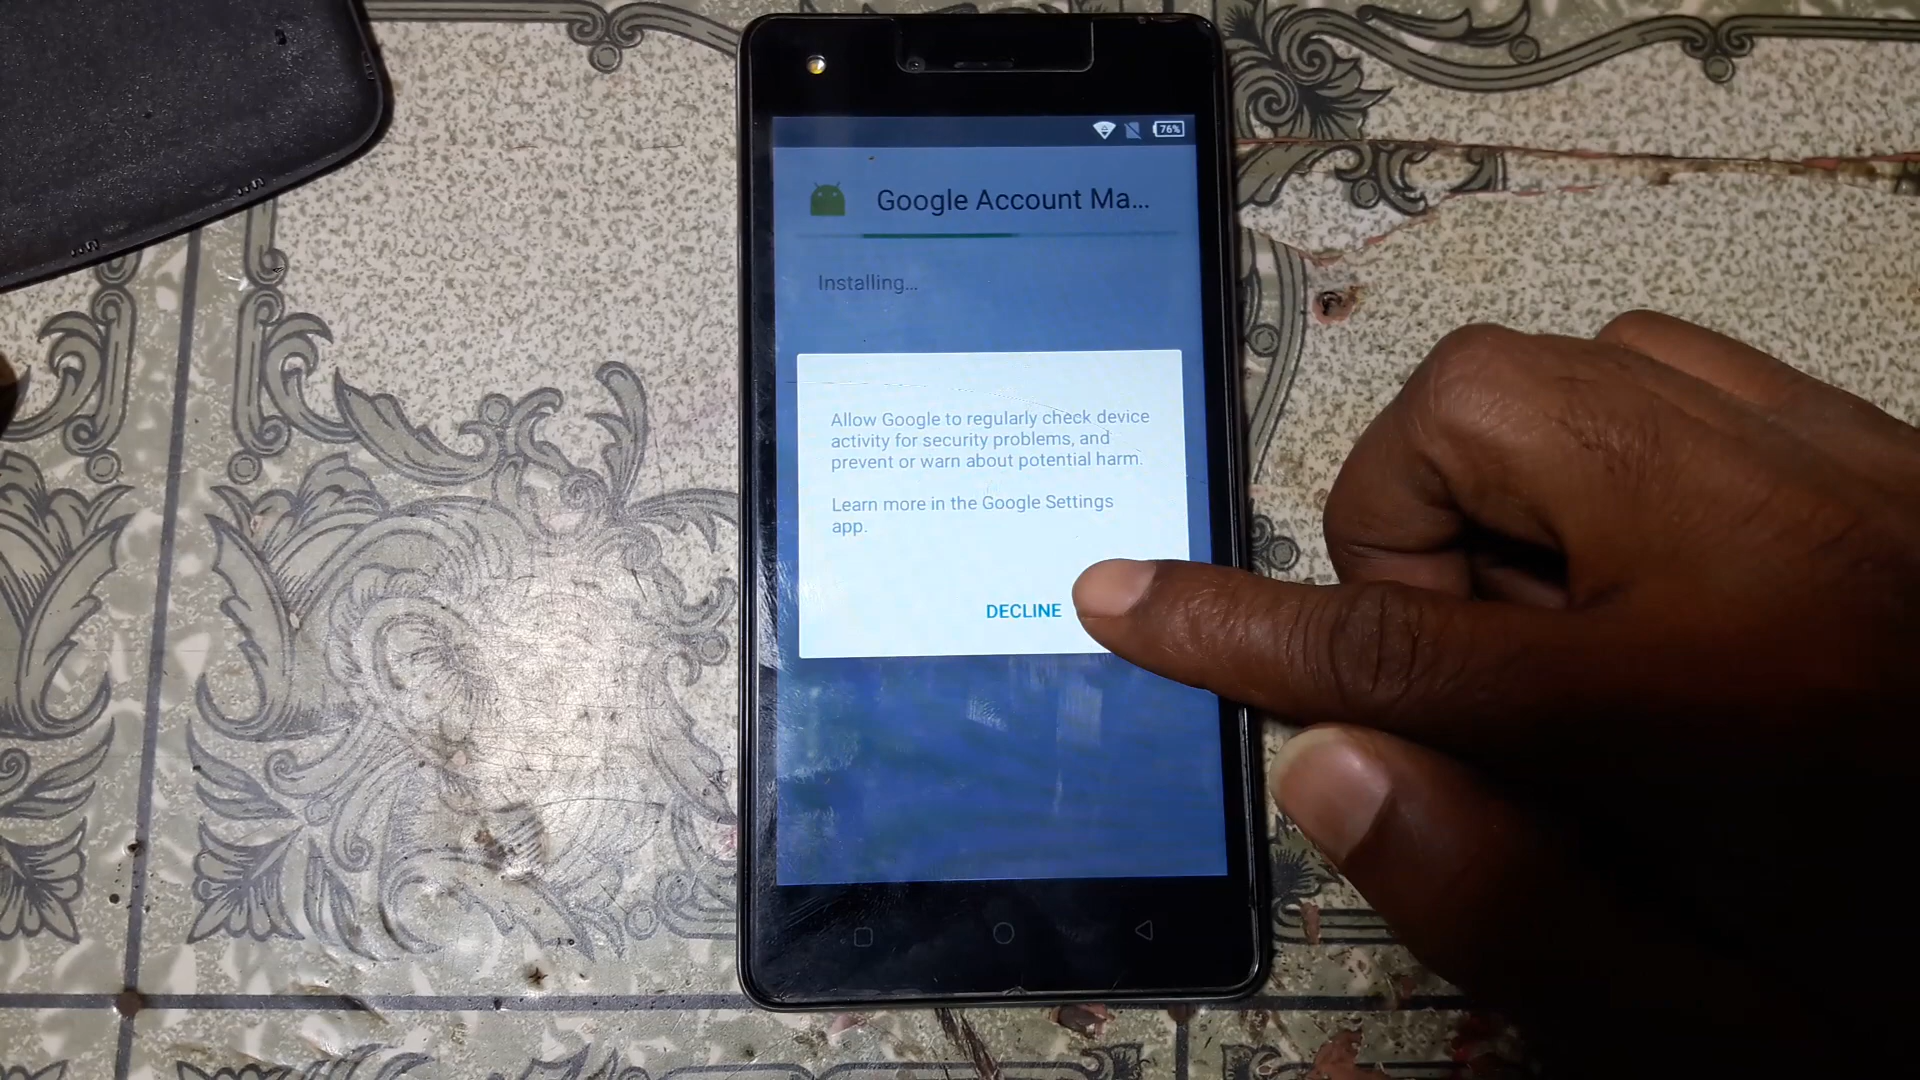 76%
Google Account Ma...
Installing...
Allow Google to regularly check device
activity for security problems, and
prevent or warn about potential harm.
Learn more in the Google Settings
app.
DECLINE